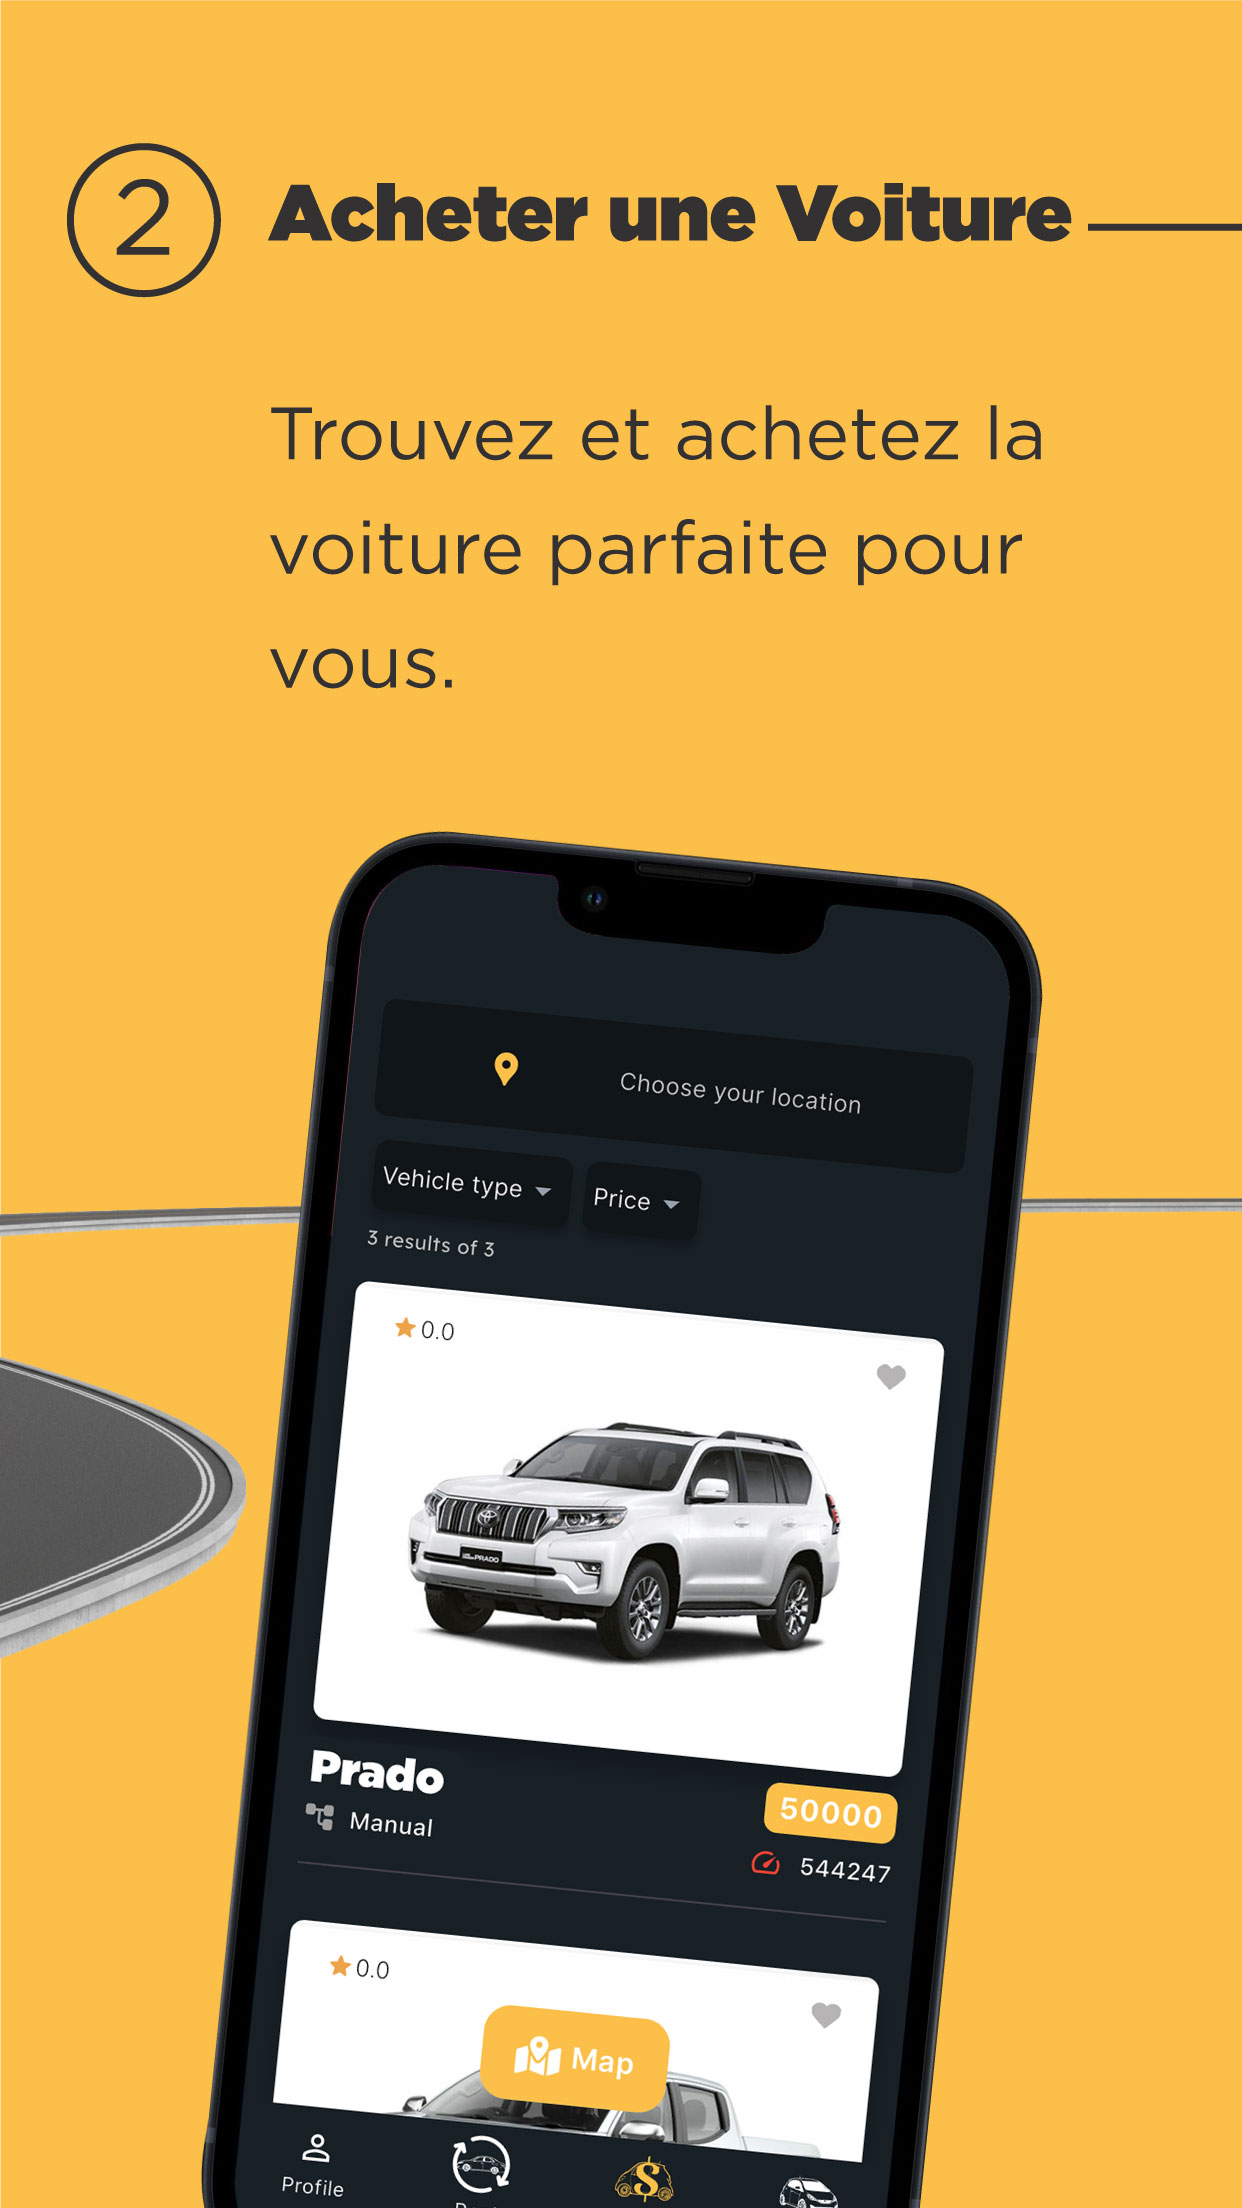 2
Acheter une Voiture
Trouvez et achetez la
voiture parfaite pour
vous.
Choose your location
Vehicle type
Price
3 results of 3
0.0
PRADO
Prado
50000
Manual
544247
0.0
Map
S
Profile